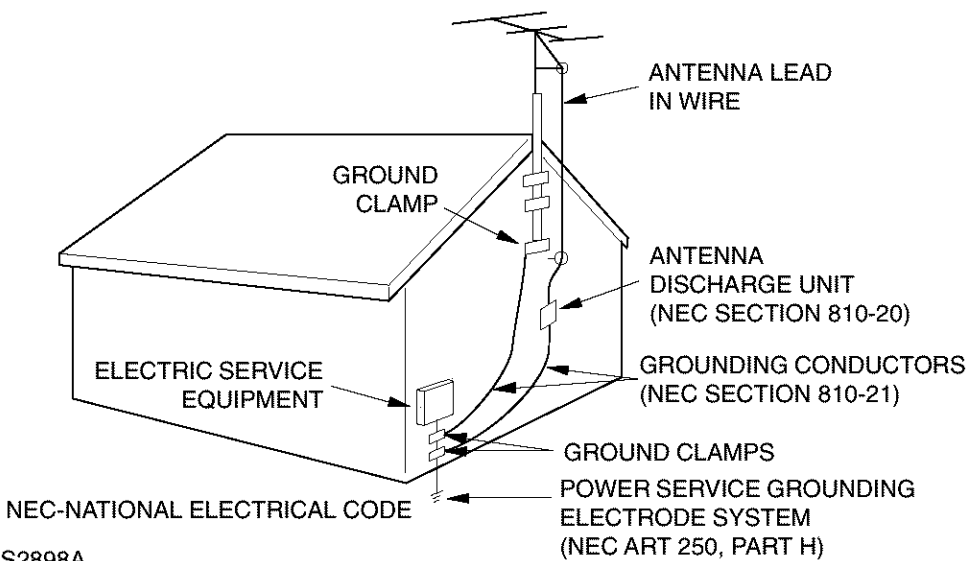 ANTENNA LEAD
IN WIRE
GROUND
CLAMP
ANTENNA
DISCHARGE UNIT
(NEC SECTION 810-20)
ELECTRIC SERVICE
EQUIPMENT
GROUNDING CONDUCTORS
(NEC SECTION 810-21)
GROUND CLAMPS
POWER SERVICE GROUNDING
ELECTRODE SYSTEM
(NEC ART 250, PART H)
NEC-NATIONAL ELECTRICAL CODE
S2898A